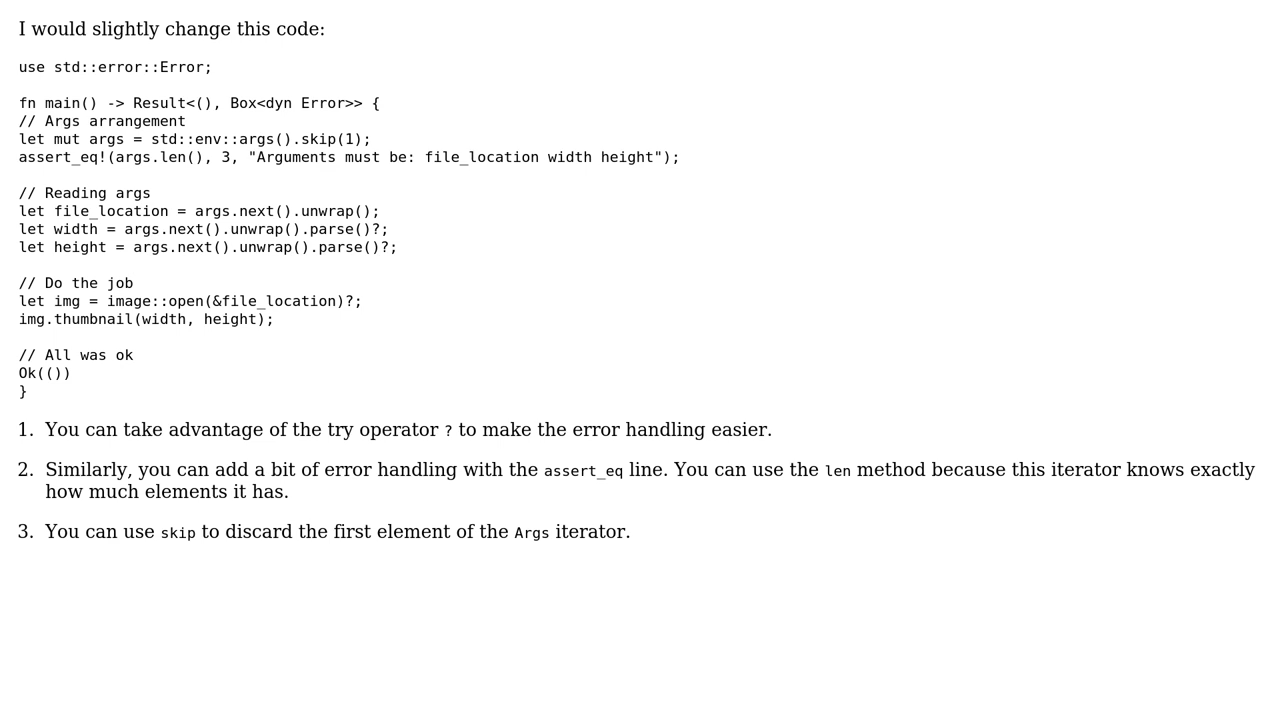 I would slightly change this code:
use std::error::Error;
fn main() -> Result<(), Box<dyn Error>> {
// Args arrangement
let mut args = std::env::args().skip(1);
assert_eq!(args.len(), 3, "Arguments must be: file_location width height");
// Reading args
let file_location = args.next().unwrap();
let width = args.next().unwrap().parse()?;
let height = args.next().unwrap().parse()?;
// Do the job
let img = image::open(&file_location)?;
img.thumbnail(width, height);
// All was ok
Ok(())
}
1. You can take advantage of the try operator ? to make the error handling easier.
2. Similarly, you can add a bit of error handling with the assert_eq line. You can use the len method because this iterator knows exactly
how much elements it has.
3. You can use skip to discard the first element of the Args iterator.